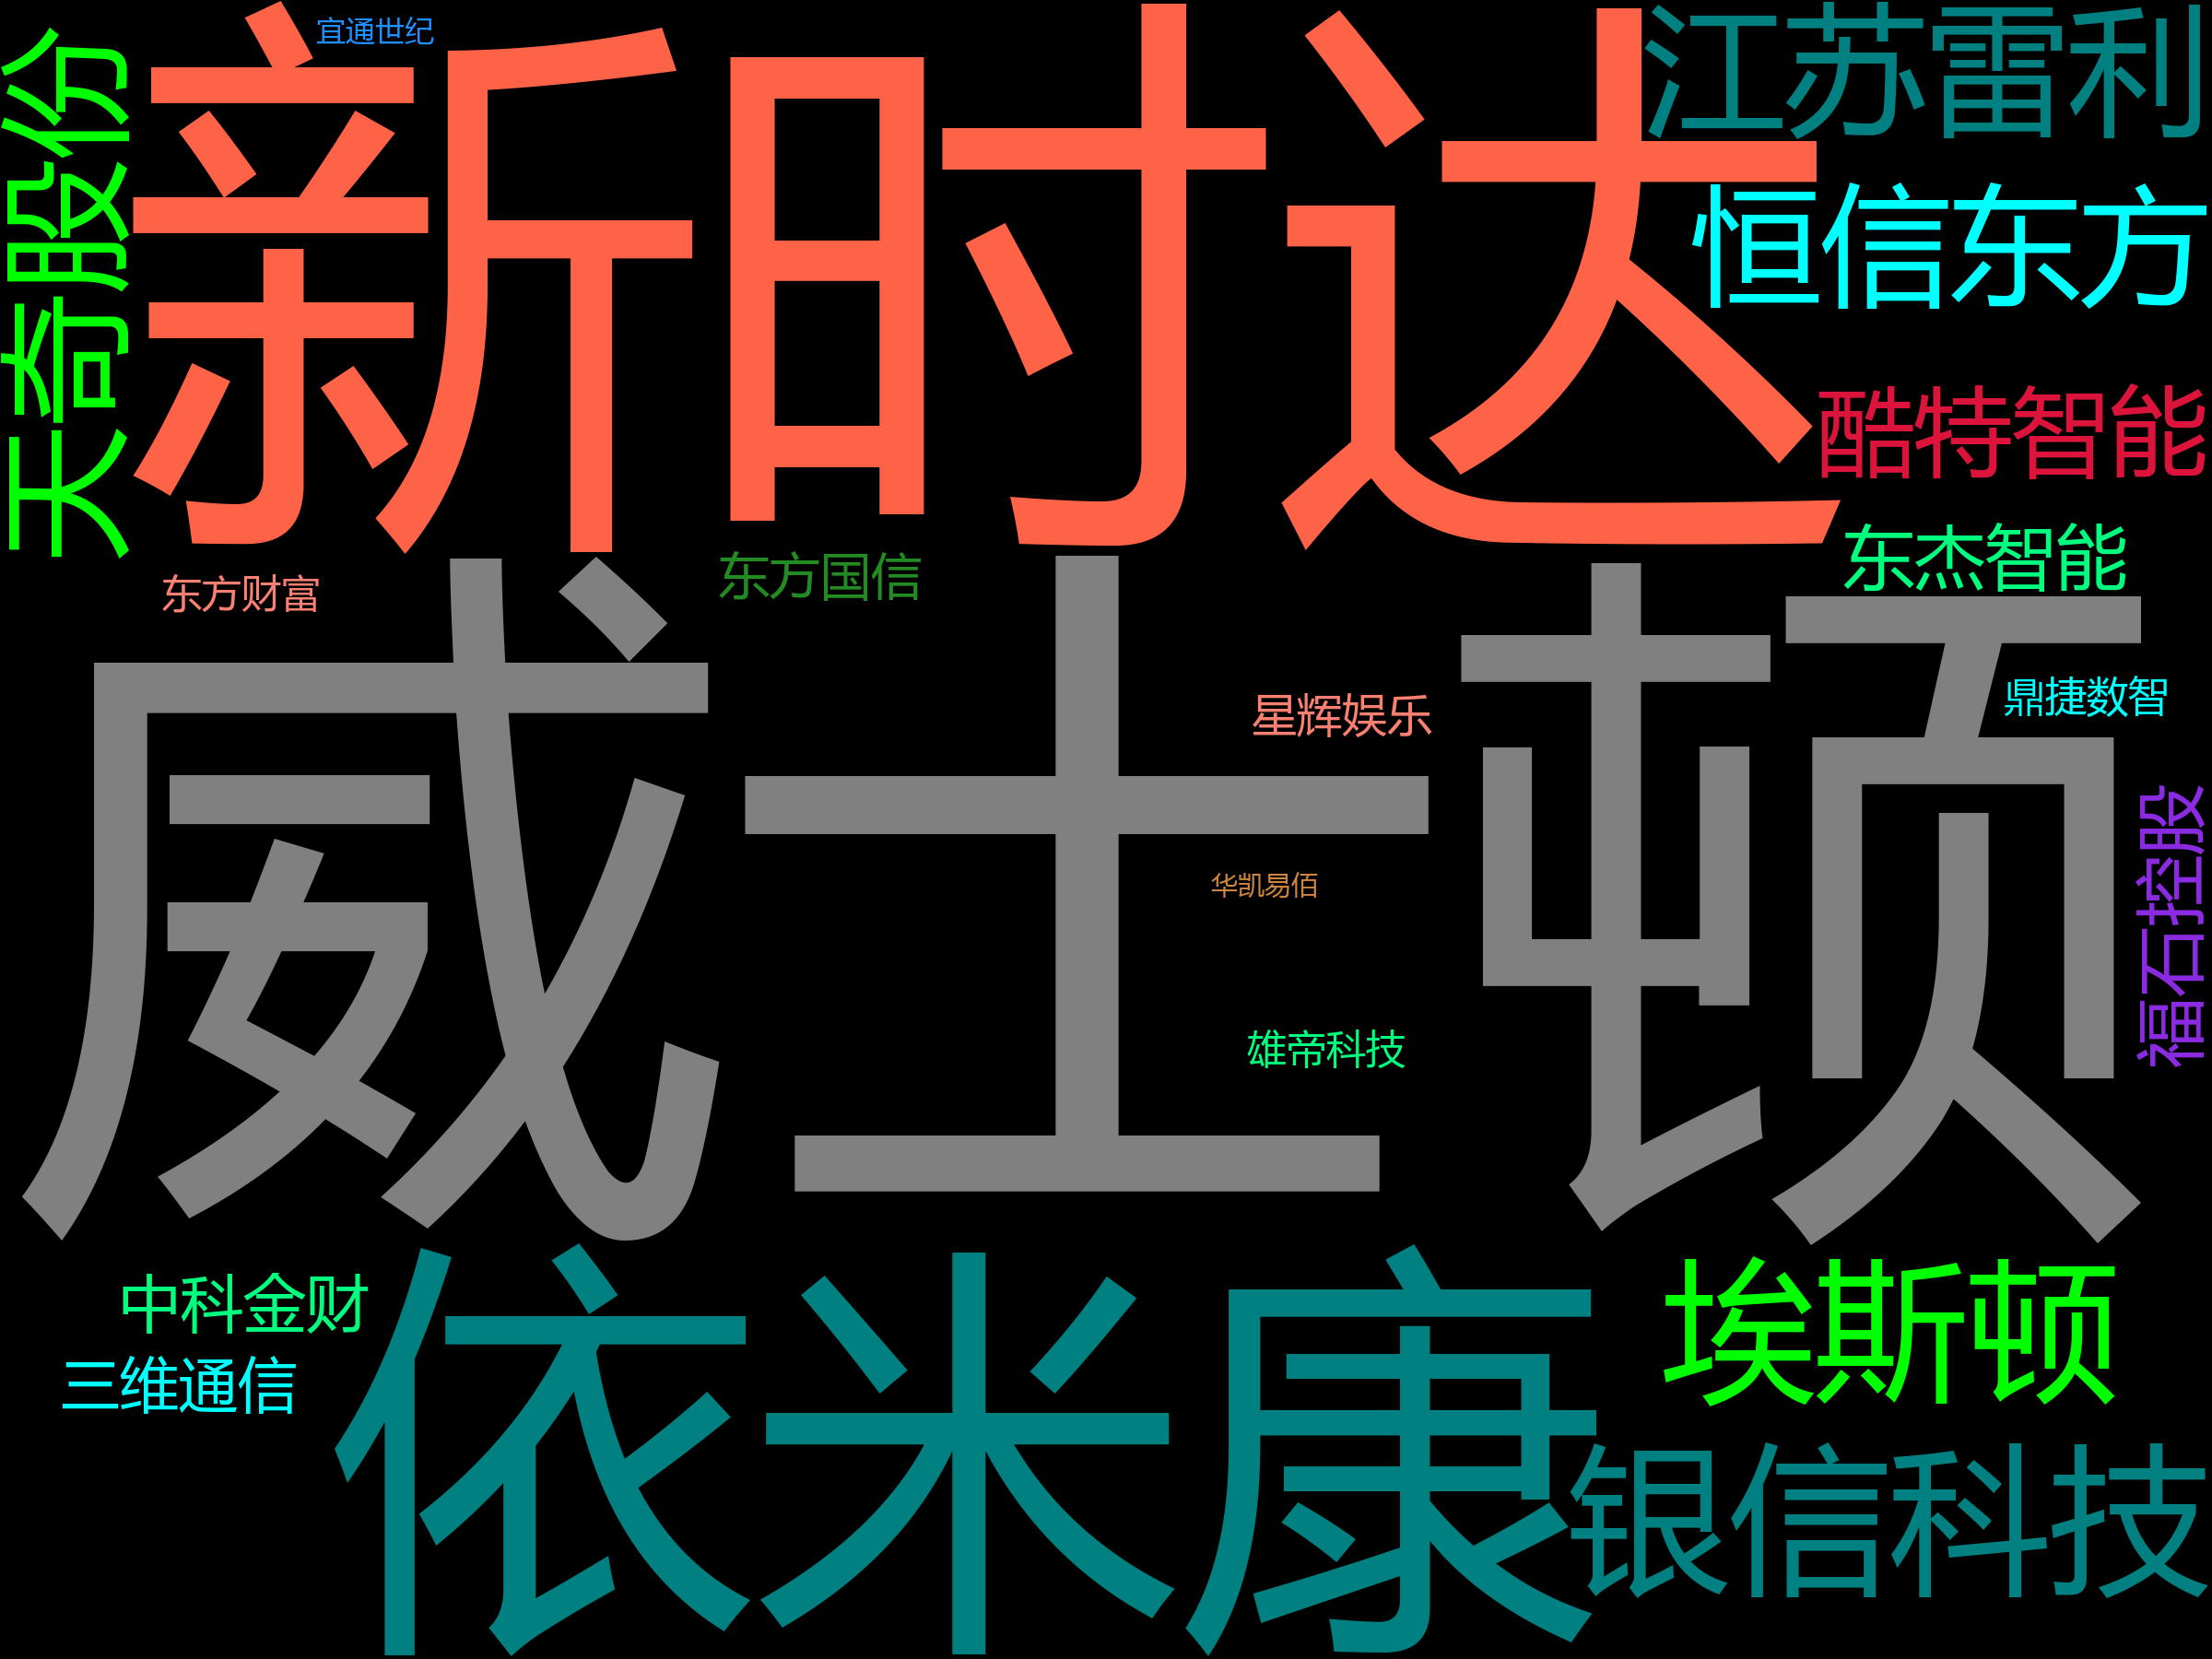 宜通世纪
天奇股份
新时达
江苏雷利
恒信东方
酷特智能
东杰智能
东方财富
东方国信
星辉娱乐
鼎捷数智
威士顿
华凯易佰
福石控股
雄帝科技
中科金财
三维通信
依米康
埃斯顿
银信科技